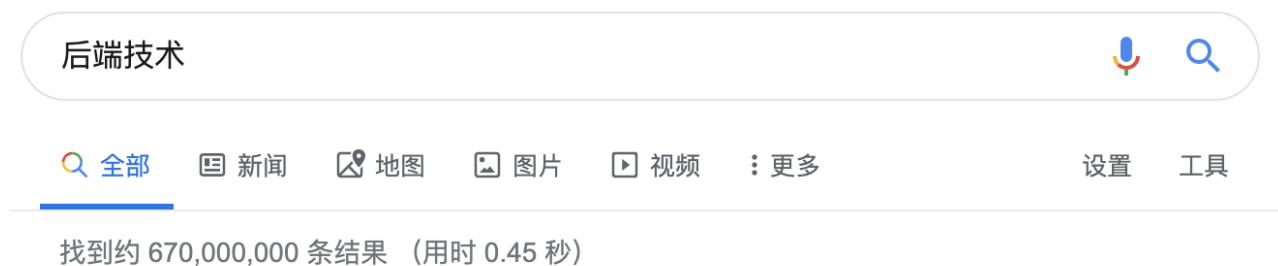 后端技术
全部 新闻 地图 图片 视频 更多 设置 工具
找到约 670,000,000 条结果 （用时 0.45 秒）